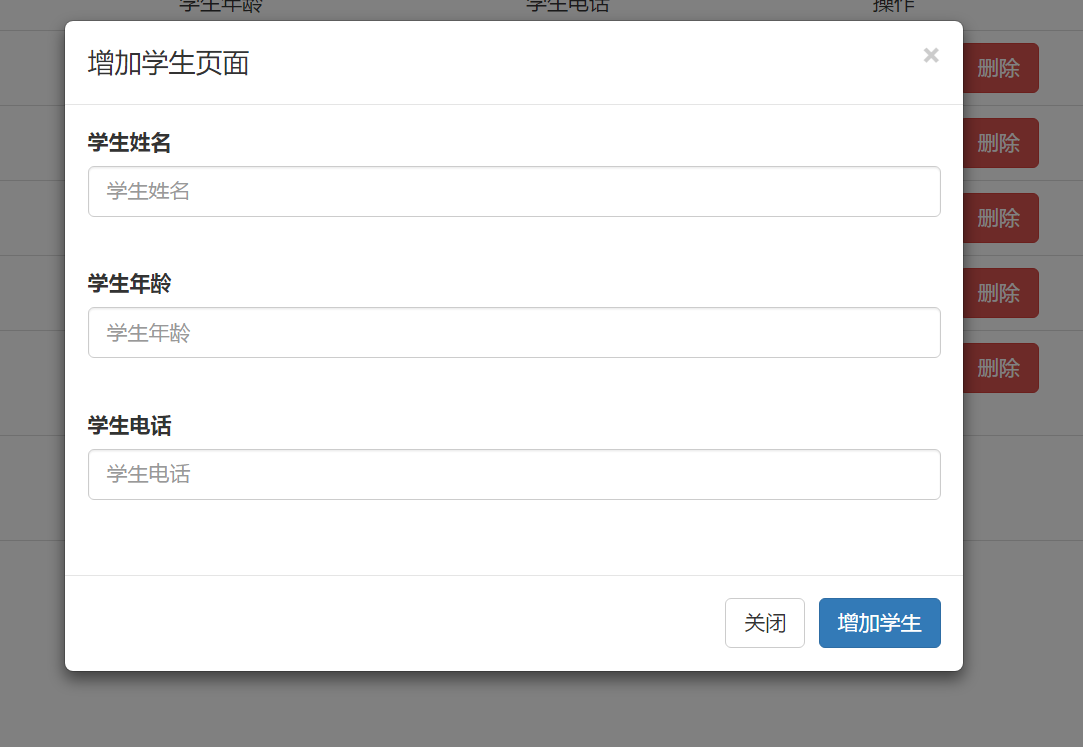 学生年龄 学生电话 操作
增加学生页面 ×
删除
学生姓名
删除
学生姓名
删除
学生年龄
删除
学生年龄
删除
学生电话
学生电话
关闭 增加学生